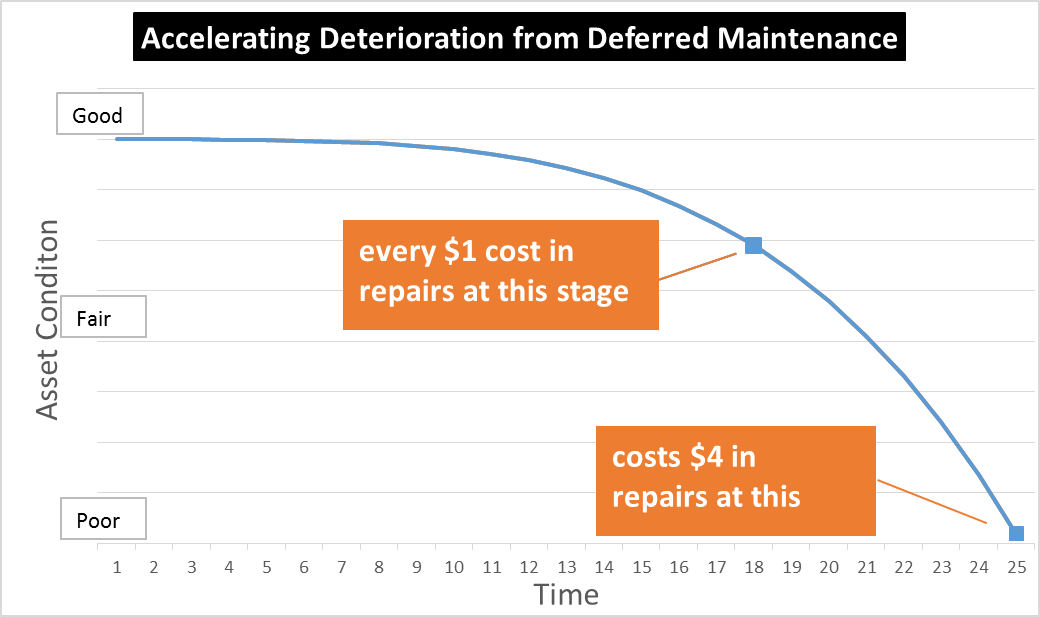 Accelerating Deterioration from Deferred Maintenance
Good
every $1 cost in
repairs at this stage
Asset Conditon
Fair
costs $4 in
repairs at this
Poor
1 2 3 4 5 6 7 8 9 10 11 12 13 14 15 16 17 18 19 20 21 22 23 24 25
Time